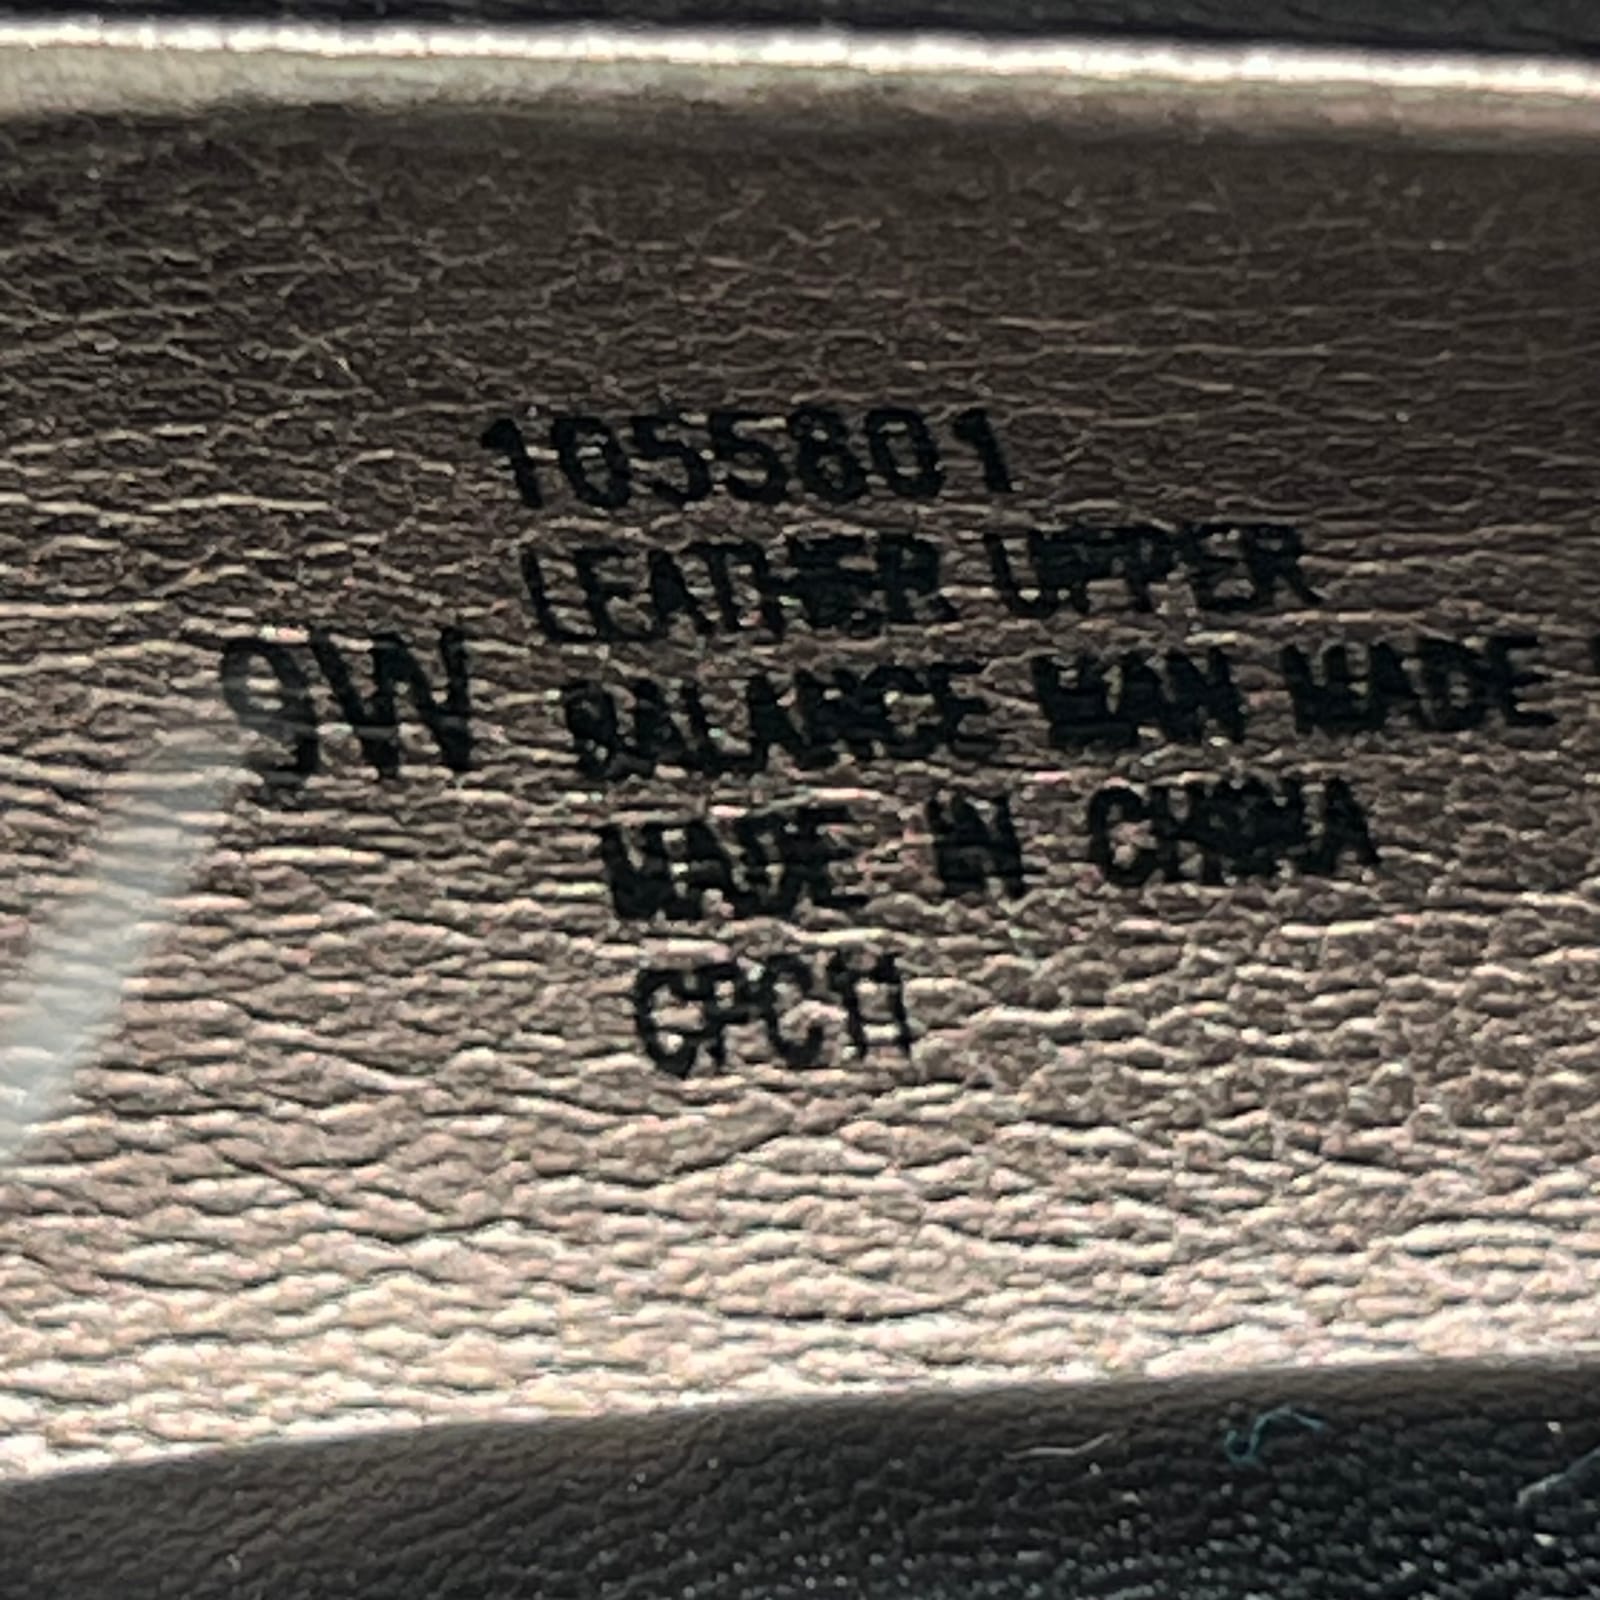 1055801
LEATHER UPPER
9W BALANCE MAN MADE
MADE IN CHINA
CPC11